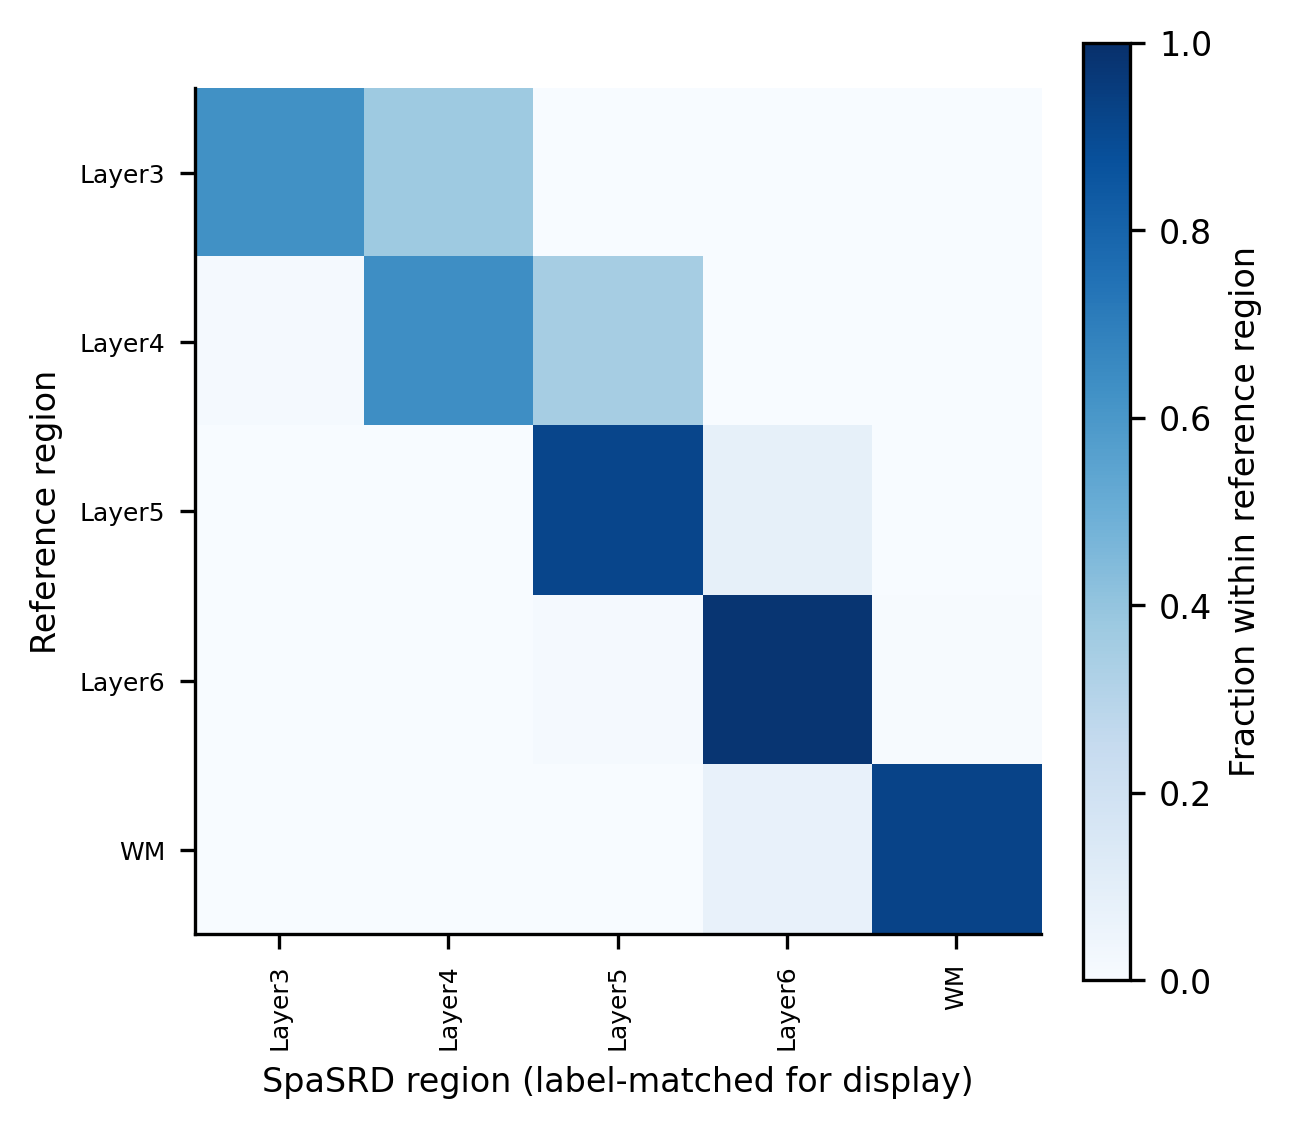 Layer3
Layer4
Layer5
Layer6
WM
Reference region
Layer3
Layer4
Layer5
Layer6
WM
SpaSRD region (label-matched for display)
1.0
0.8
0.6
0.4
0.2
0.0
Fraction within reference region